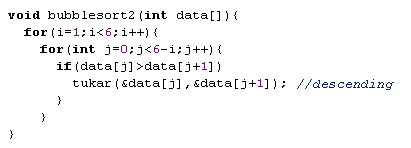 void bubblesort2(int data[]){
for(i=1;i<6;i++){
for(int j=0;j<6-i;j++){
if(data[j]>data[j+1])
tukar(&data[j],&data[j+1]); //descending
}
}
}